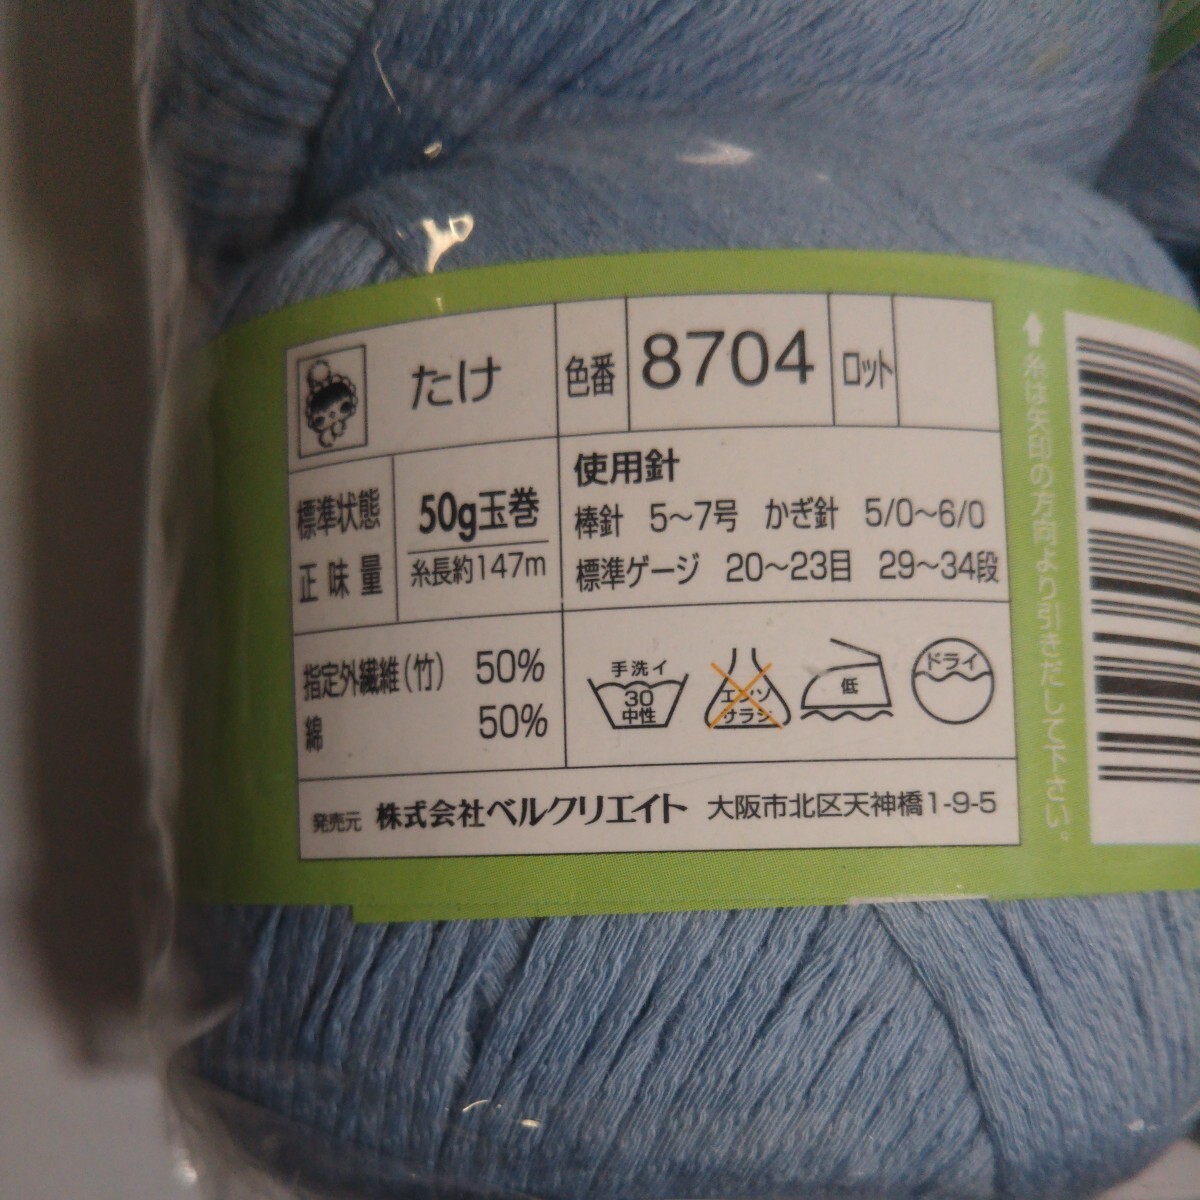 たけ 色番 8704 ロット
標準状態
正味量
50g玉巻
糸長約147m
使用針
棒針 5～7号 かぎ針 5/0～6/0
標準ゲージ 20～23目 29～34段
指定外繊維(竹) 50%
綿 50%
手洗イ
30
中性
エンソ
サラシ
低
ドライ
発売元 株式会社ベルクリエイト 大阪市北区天神橋1-9-5
糸は矢印の方向より引きだして下さい。